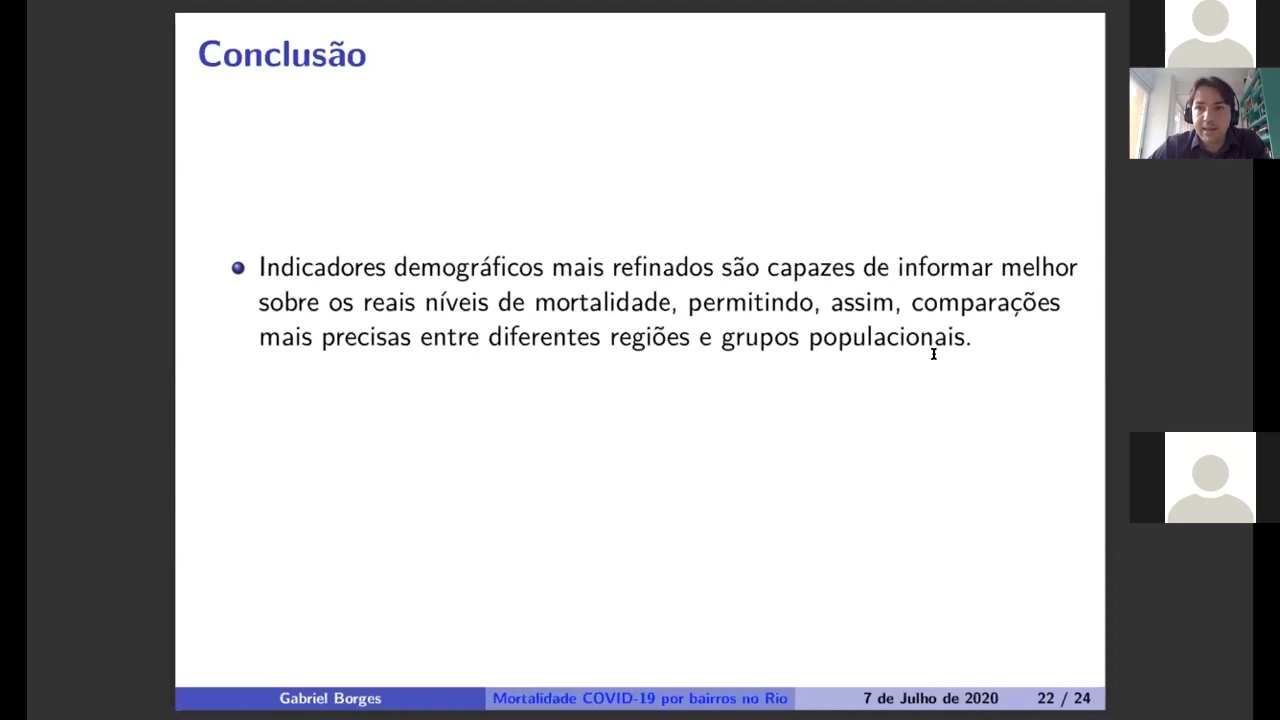 Conclusão
Indicadores demográficos mais refinados são capazes de informar melhor
sobre os reais níveis de mortalidade, permitindo, assim, comparações
mais precisas entre diferentes regiões e grupos populacionais.
Gabriel Borges
Mortalidade COVID-19 por bairros no Rio
7 de Julho de 2020
22 / 24